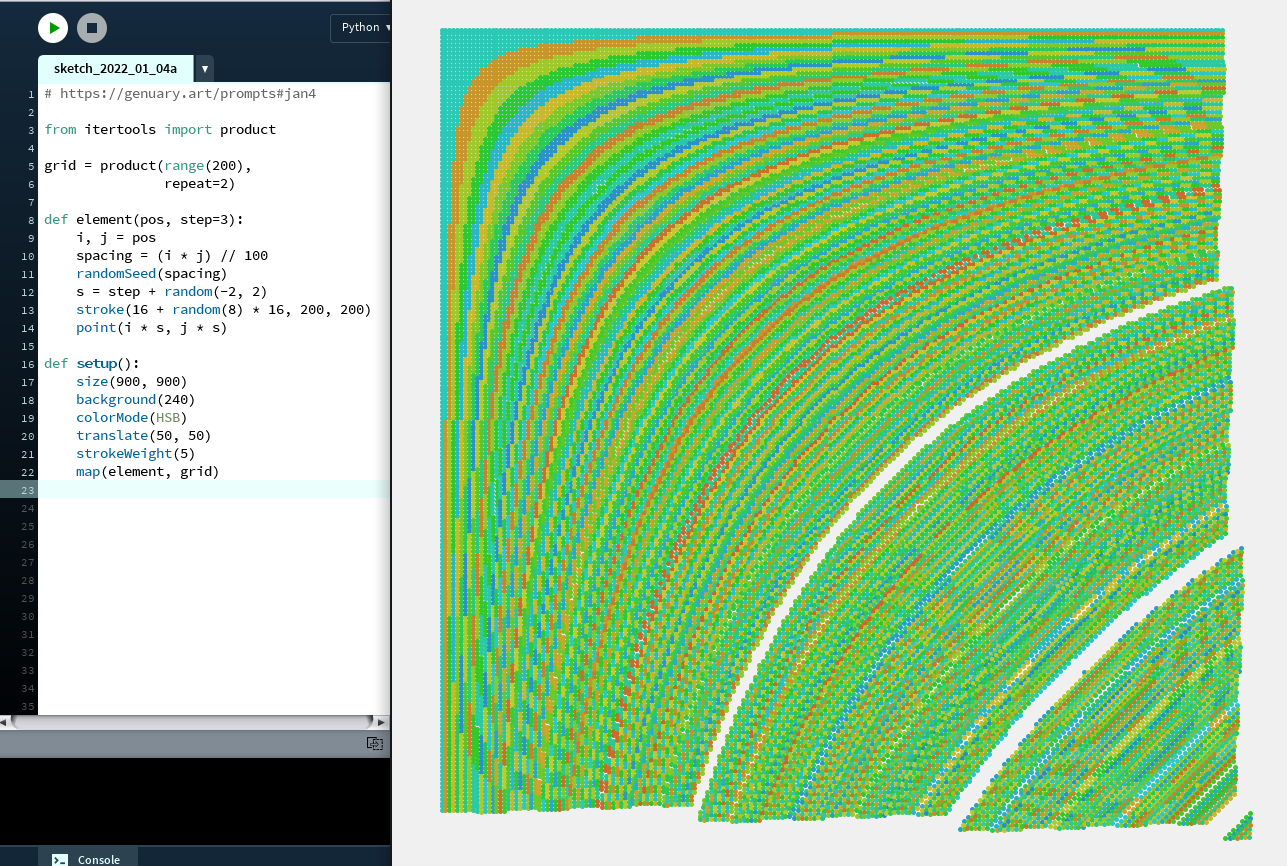 Python ▾
sketch_2022_01_04a ▼
1 # https://genuary.art/prompts#jan4
2
3 from itertools import product
4
5 grid = product(range(200),
6                repeat=2)
7
8 def element(pos, step=3):
9     i, j = pos
10     spacing = (i * j) // 100
11     randomSeed(spacing)
12     s = step + random(-2, 2)
13     stroke(16 + random(8) * 16, 200, 200)
14     point(i * s, j * s)
15
16 def setup():
17     size(900, 900)
18     background(240)
19     colorMode(HSB)
20     translate(50, 50)
21     strokeWeight(5)
22     map(element, grid)
23
24
25
26
27
28
29
30
31
32
33
34
35
Console